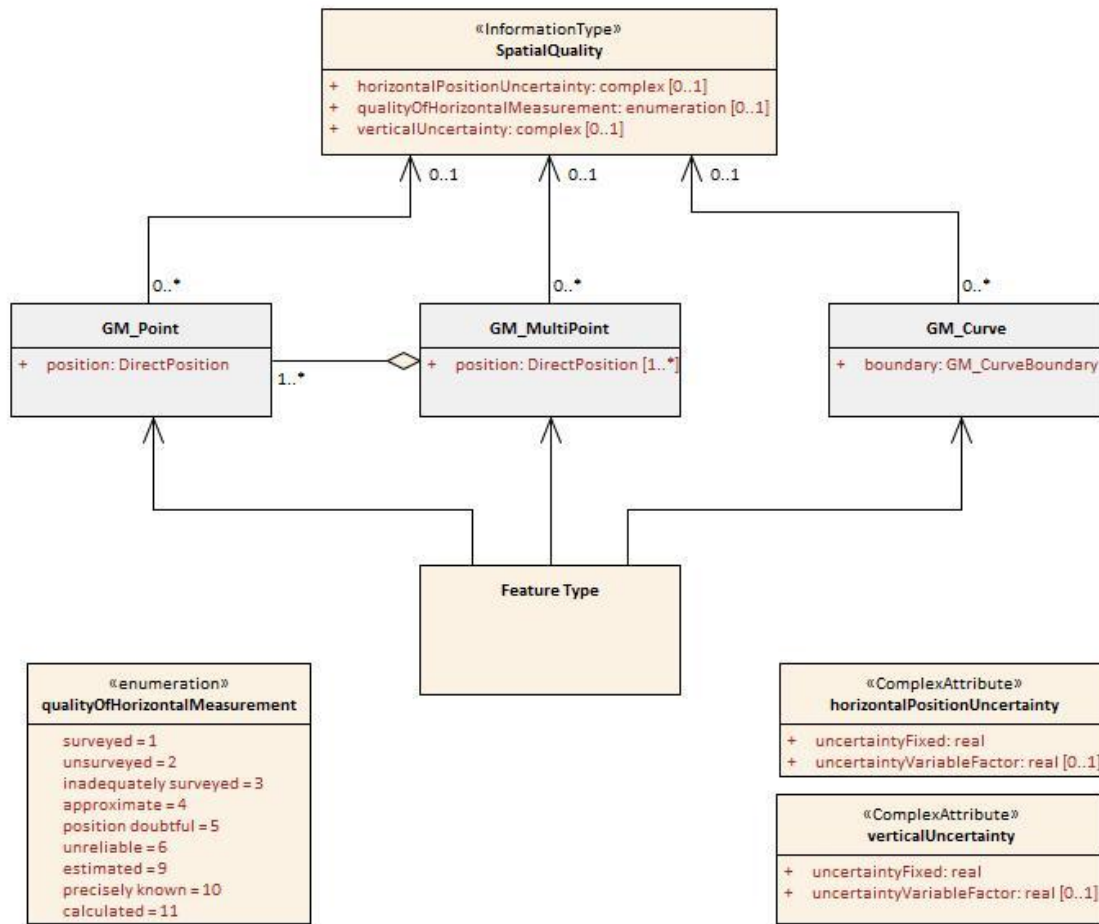 «InformationType»
SpatialQuality
+ horizontalPositionUncertainty: complex [0..1]
+ qualityOfHorizontalMeasurement: enumeration [0..1]
+ verticalUncertainty: complex [0..1]
0..1
0..1
0..1
0..*
0..*
0..*
GM_Point
+ position: DirectPosition
1..*
GM_MultiPoint
+ position: DirectPosition [1..*]
GM_Curve
+ boundary: GM_CurveBoundary
Feature Type
«enumeration»
qualityOfHorizontalMeasurement
surveyed = 1
unsurveyed = 2
inadequately surveyed = 3
approximate = 4
position doubtful = 5
unreliable = 6
estimated = 9
precisely known = 10
calculated = 11
«ComplexAttribute»
horizontalPositionUncertainty
+ uncertaintyFixed: real
+ uncertaintyVariableFactor: real [0..1]
«ComplexAttribute»
verticalUncertainty
+ uncertaintyFixed: real
+ uncertaintyVariableFactor: real [0..1]